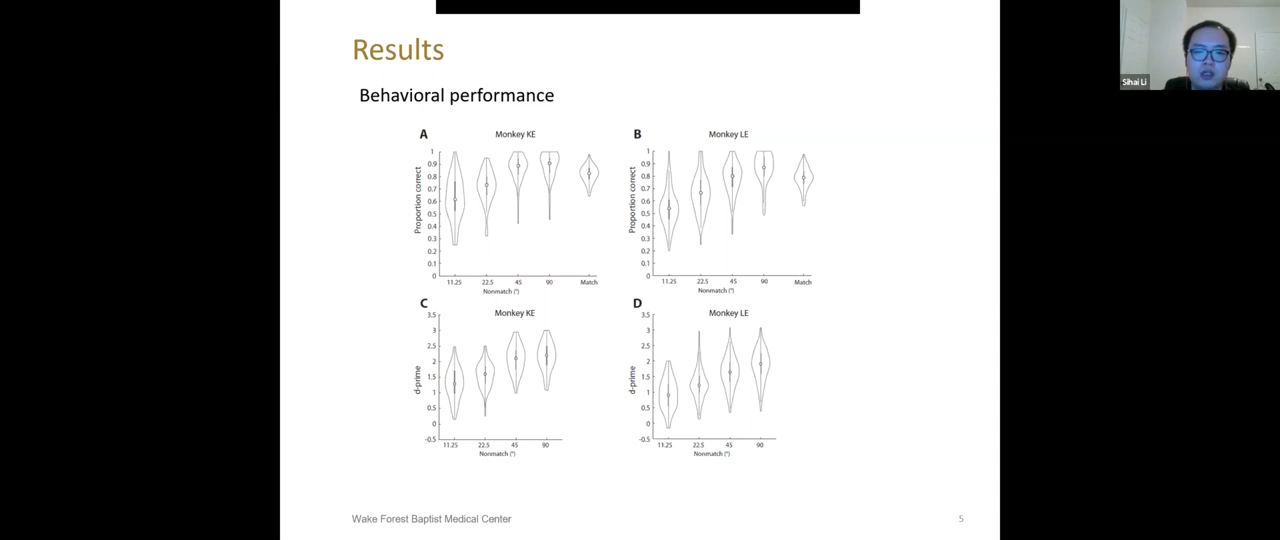 Results
Behavioral performance
A
Monkey KE
Proportion correct
1
0.9
0.8
0.7
0.6
0.5
0.4
0.3
0.2
0.1
0
11.25 22.5 45 90 Match
Nonmatch (°)
B
Monkey LE
Proportion correct
1
0.9
0.8
0.7
0.6
0.5
0.4
0.3
0.2
0.1
0
11.25 22.5 45 90 Match
Nonmatch (°)
C
Monkey KE
d-prime
3.5
3
2.5
2
1.5
1
0.5
0
-0.5
11.25 22.5 45 90
Nonmatch (°)
D
Monkey LE
d-prime
3.5
3
2.5
2
1.5
1
0.5
0
-0.5
11.25 22.5 45 90
Nonmatch (°)
Wake Forest Baptist Medical Center
5
Sihai Li